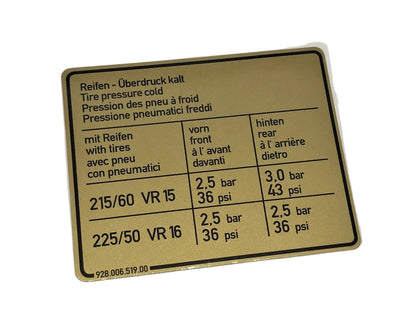 Reifen - Überdruck kalt
Tire pressure cold
Pression des pneu à froid
Pressione pneumatici freddi
mit Reifen
with tires
avec pneu
con pneumatici
vorn
front
à l' avant
davanti
hinten
rear
à l' arrière
dietro
215/60 VR 15
2,5 bar
36 psi
3,0 bar
43 psi
225/50 VR 16
2,5 bar
36 psi
2,5 bar
36 psi
928.006.519.00